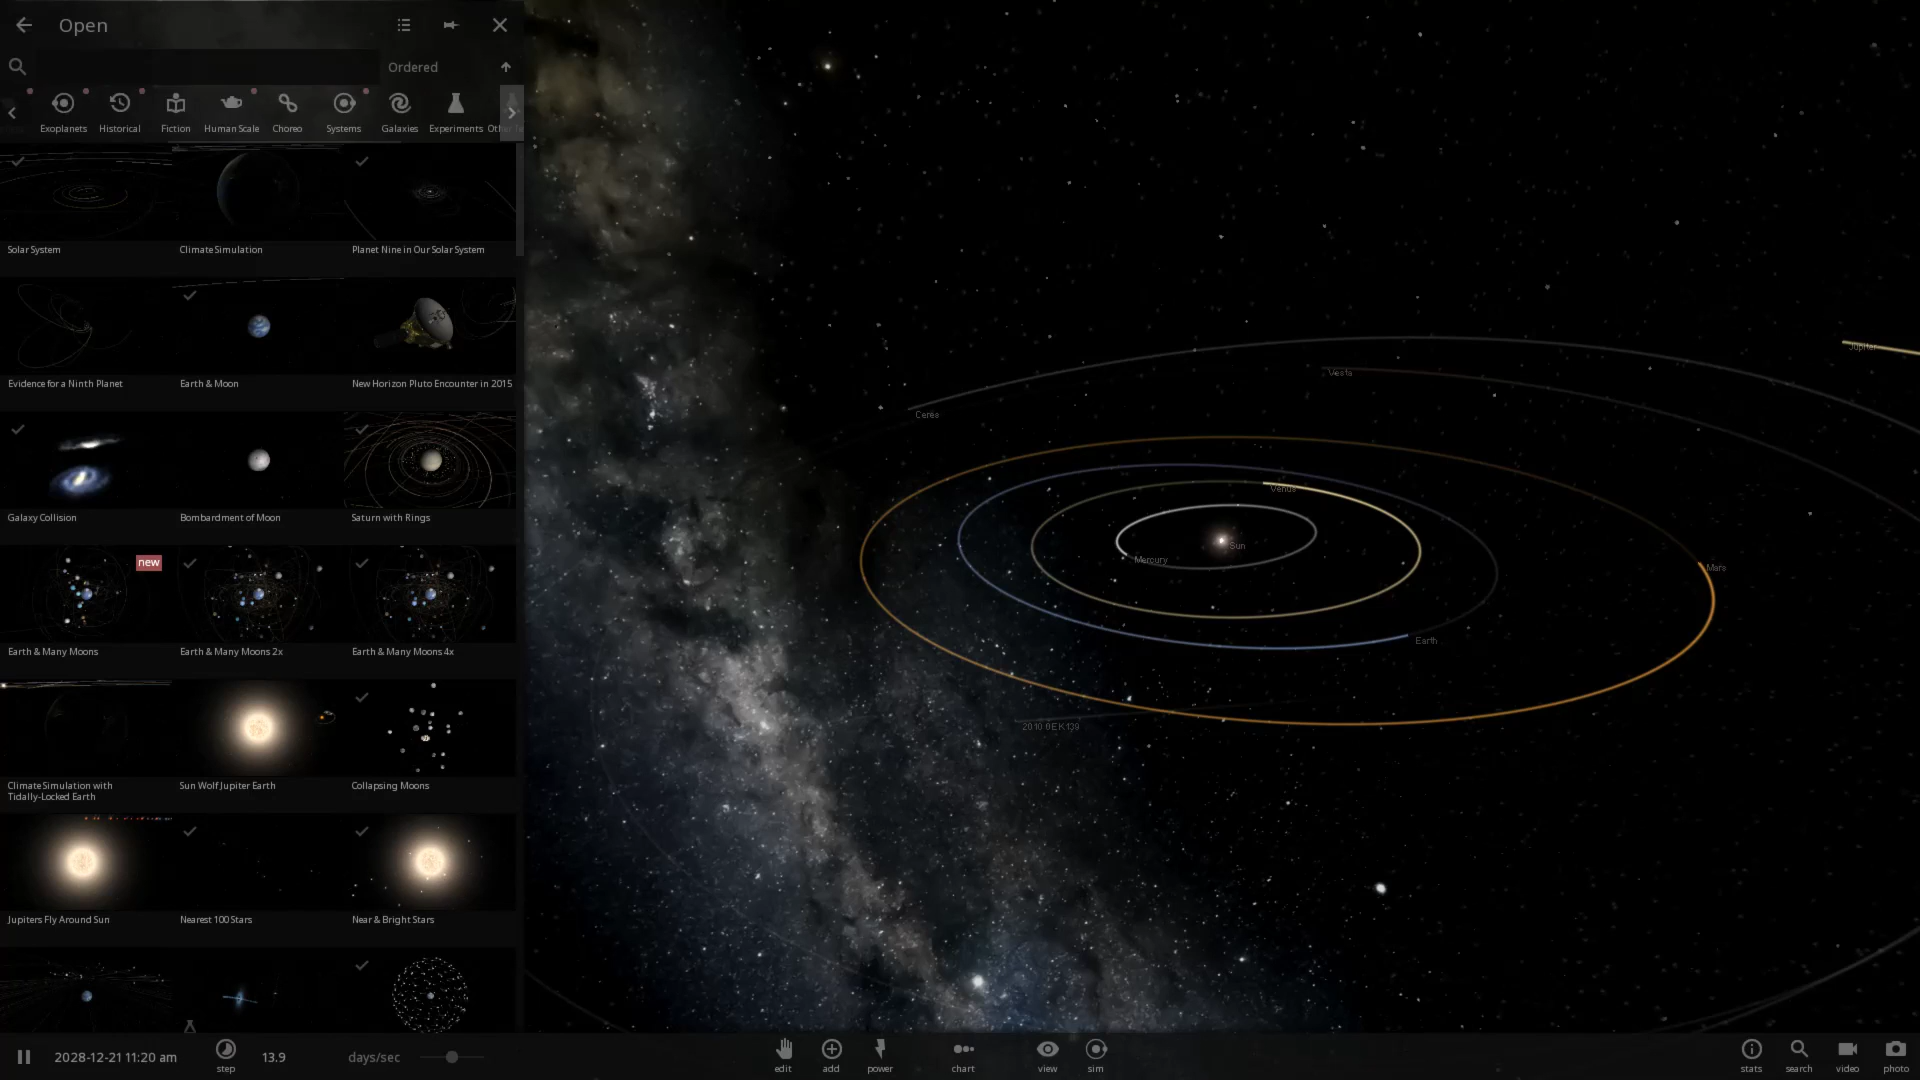 Open
Ordered
Exoplanets Historical Fiction Human Scale Choreo Systems Galaxies Experiments
Solar System Climate Simulation Planet Nine in Our Solar System
Evidence for a Ninth Planet Earth & Moon New Horizon Pluto Encounter in 2015
Galaxy Collision Bombardment of Moon Saturn with Rings
new
Earth & Many Moons Earth & Many Moons 2x Earth & Many Moons 4x
Climate Simulation with
Tidally-Locked Earth
Sun Wolf Jupiter Earth Collapsing Moons
Jupiters Fly Around Sun Nearest 100 Stars Near & Bright Stars
Jupiter
Vesta
Ceres
Venus
Sun
Mercury
Mars
Earth
2028-12-21 11:20 am step 13.9 days/sec
edit add power chart view sim
stats search video photo